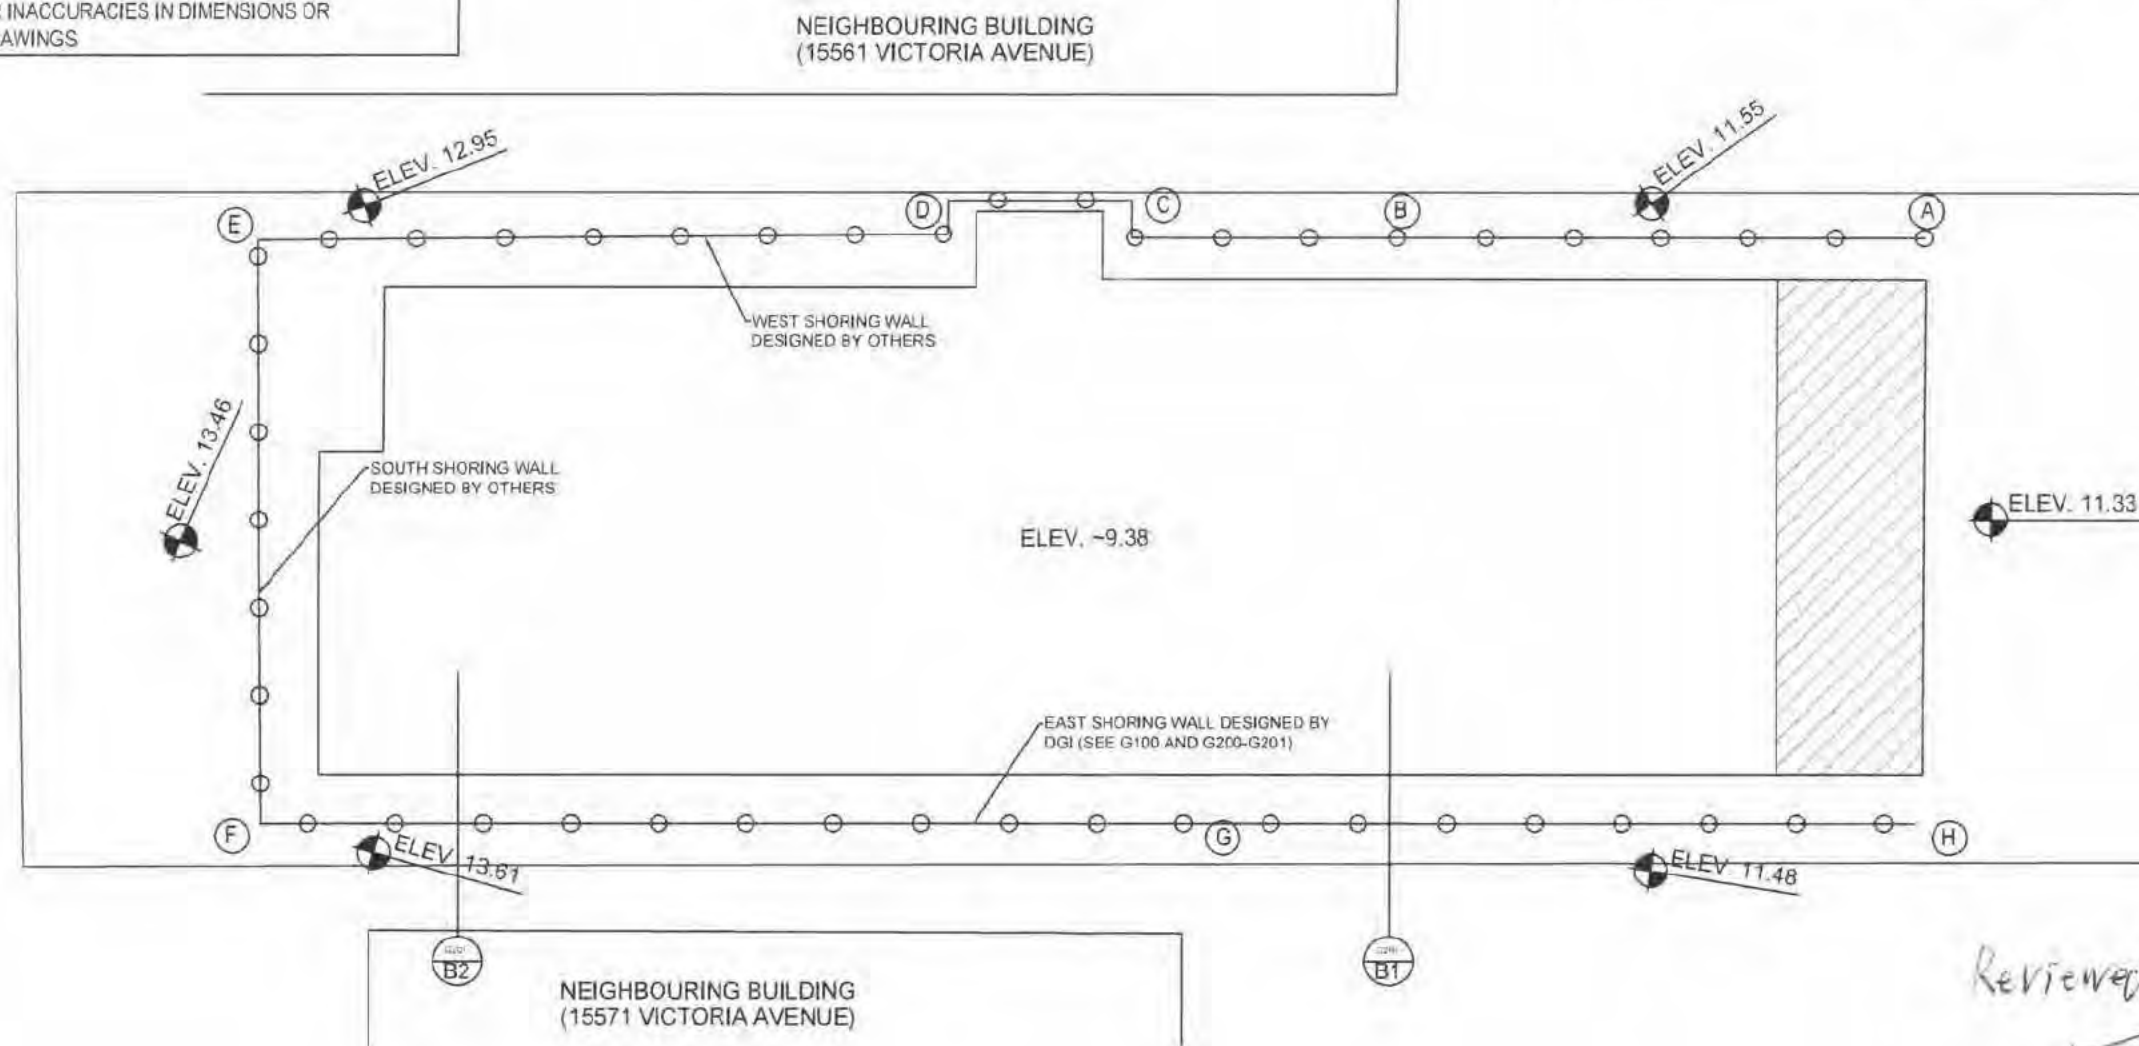 INACCURACIES IN DIMENSIONS OR
AWINGS
NEIGHBOURING BUILDING
(15561 VICTORIA AVENUE)
ELEV. 12.95
ELEV. 11.55
E
D
C
B
A
WEST SHORING WALL
DESIGNED BY OTHERS
ELEV. 13.46
SOUTH SHORING WALL
DESIGNED BY OTHERS
ELEV. 11.33
ELEV. ~9.38
EAST SHORING WALL DESIGNED BY
DGI (SEE G100 AND G200-G201)
F
G
H
ELEV. 13.61
ELEV 11.48
B2
B1
NEIGHBOURING BUILDING
(15571 VICTORIA AVENUE)
Reviewed